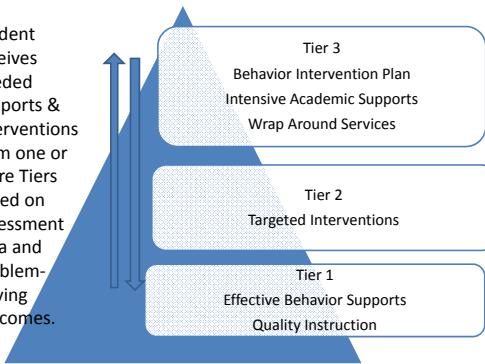 dent
eives
eded
ports &
erventions
m one or
re Tiers
ed on
essment
a and
blem-
ving
comes.
Tier 3
Behavior Intervention Plan
Intensive Academic Supports
Wrap Around Services
Tier 2
Targeted Interventions
Tier 1
Effective Behavior Supports
Quality Instruction